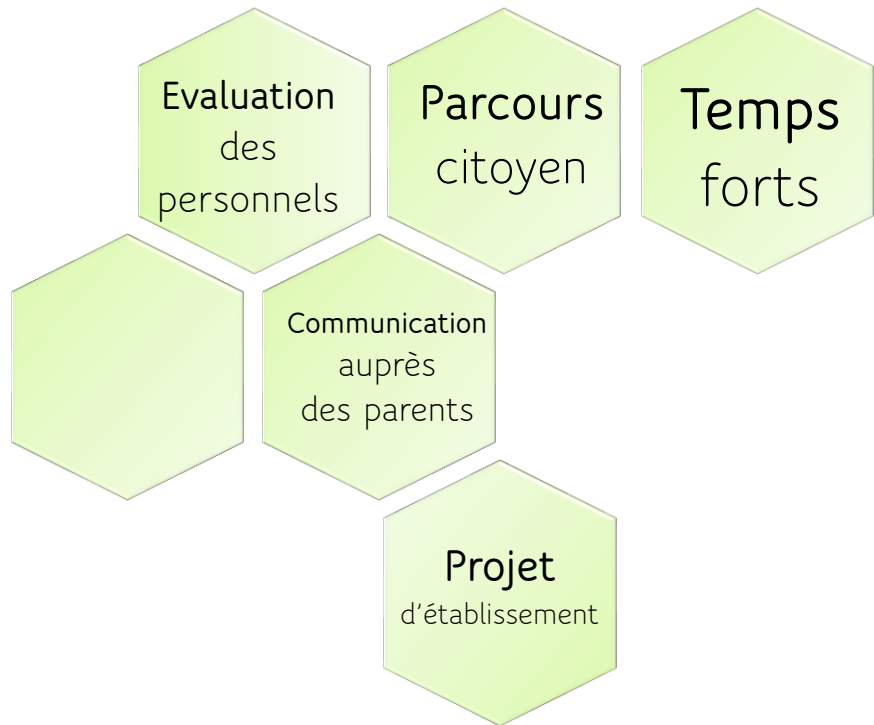 Evaluation
des
personnels
Parcours
citoyen
Temps
forts
Communication
auprès
des parents
Projet
d'établissement